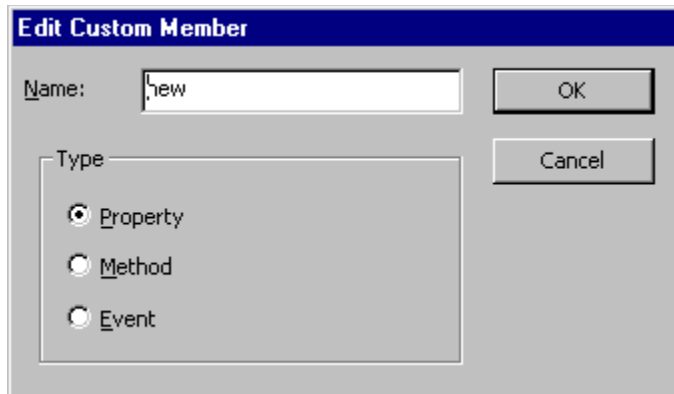 Edit Custom Member
Name:
new
OK
Cancel
Type
Property
Method
Event